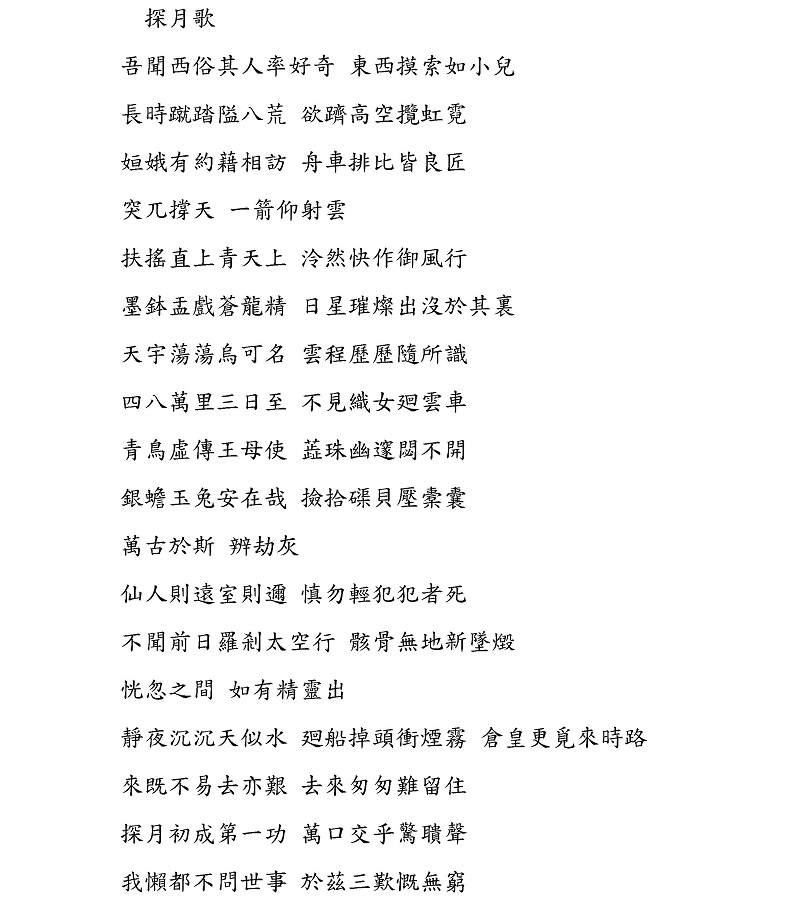 探月歌
吾聞西俗其人率好奇 東西摸索如小兒
長時蹴踏隘八荒 欲躋高空攬虹霓
姮娥有約藉相訪 舟車排比皆良匠
突兀撐天 一箭仰射雲
扶搖直上青天上 泠然快作御風行
墨鉢盂戲蒼龍精 日星璀燦出沒於其裏
天宇蕩蕩烏可名 雲程歷歷隨所識
四八萬里三日至 不見織女廻雲車
青鳥虛傳王母使 蕋珠幽邃閟不開
銀蟾玉兔安在哉 撿拾磲貝壓橐囊
萬古於斯 辨劫灰
仙人則遠室則邇 慎勿輕犯犯者死
不聞前日羅剎太空行 骸骨無地新墜燬
恍忽之間 如有精靈出
靜夜沉沉天似水 廻船掉頭衝煙霧 倉皇更覓來時路
來既不易去亦艱 去來匆匆難留住
探月初成第一功 萬口交乎驚聵聲
我懶都不問世事 於茲三歎慨無窮